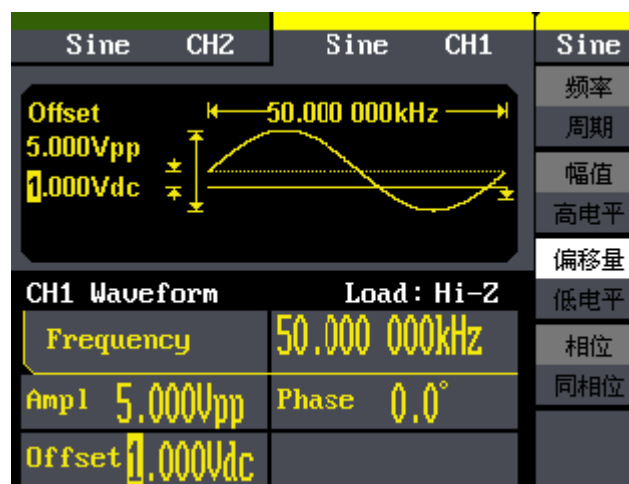 Sine CH2 Sine CH1 Sine
Offset 50.000 000kHz
5.000Vpp
1.000Vdc
CH1 Waveform Load: Hi-Z
Frequency 50.000 000kHz
Ampl 5.000Vpp Phase 0.0°
Offset 1.000Vdc
频率
周期
幅值
高电平
偏移量
低电平
相位
同相位